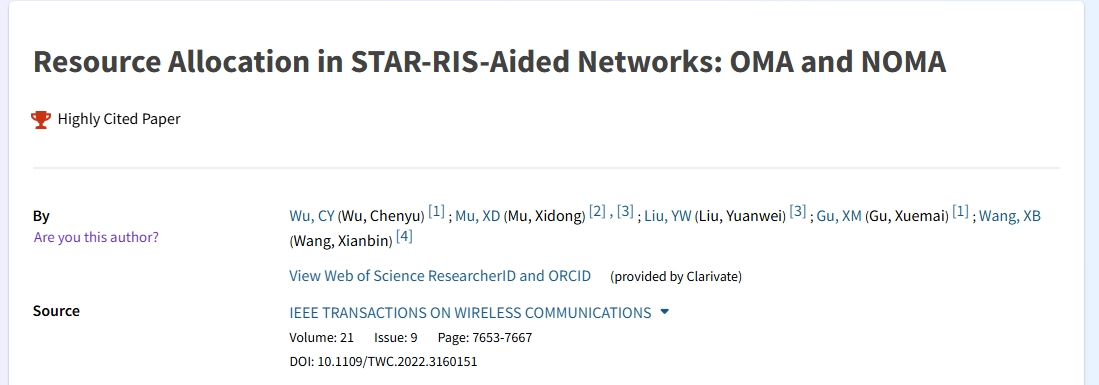 Resource Allocation in STAR-RIS-Aided Networks: OMA and NOMA
Highly Cited Paper
By
Are you this author?
Wu, CY (Wu, Chenyu) [1] ; Mu, XD (Mu, Xidong) [2] , [3] ; Liu, YW (Liu, Yuanwei) [3] ; Gu, XM (Gu, Xuemai) [1] ; Wang, XB
(Wang, Xianbin) [4]
View Web of Science ResearcherID and ORCID (provided by Clarivate)
Source
IEEE TRANSACTIONS ON WIRELESS COMMUNICATIONS
Volume: 21 Issue: 9 Page: 7653-7667
DOI: 10.1109/TWC.2022.3160151